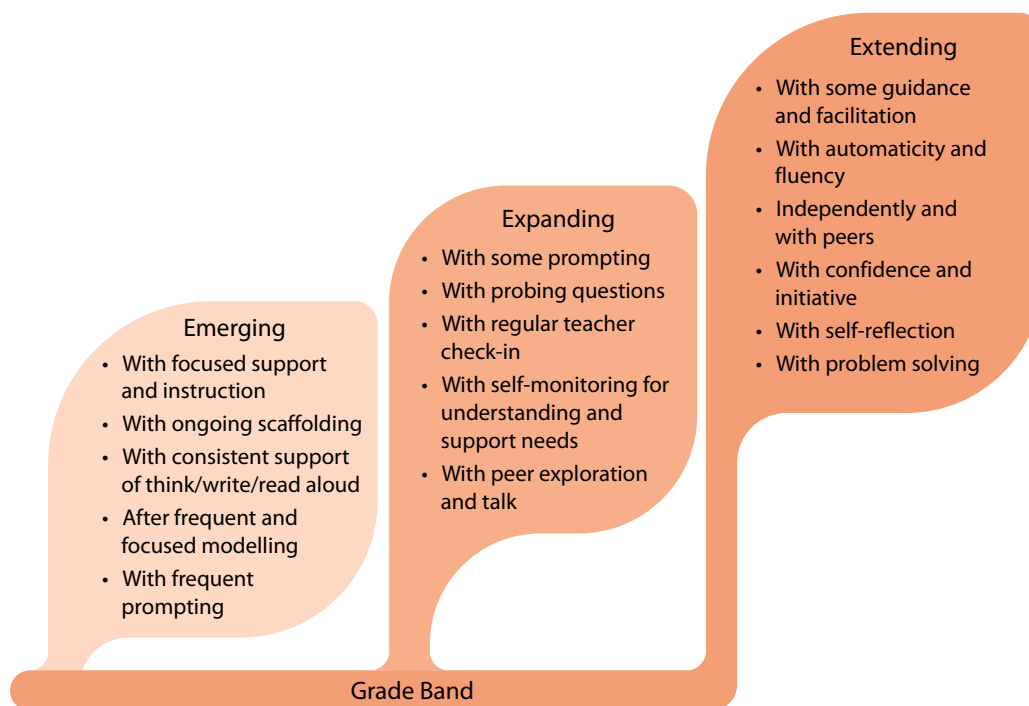 Emerging
• With focused support
and instruction
• With ongoing scaffolding
• With consistent support
of think/write/read aloud
• After frequent and
focused modelling
• With frequent
prompting
Expanding
• With some prompting
• With probing questions
• With regular teacher
check-in
• With self-monitoring for
understanding and
support needs
• With peer exploration
and talk
Extending
• With some guidance
and facilitation
• With automaticity and
fluency
• Independently and
with peers
• With confidence and
initiative
• With self-reflection
• With problem solving
Grade Band